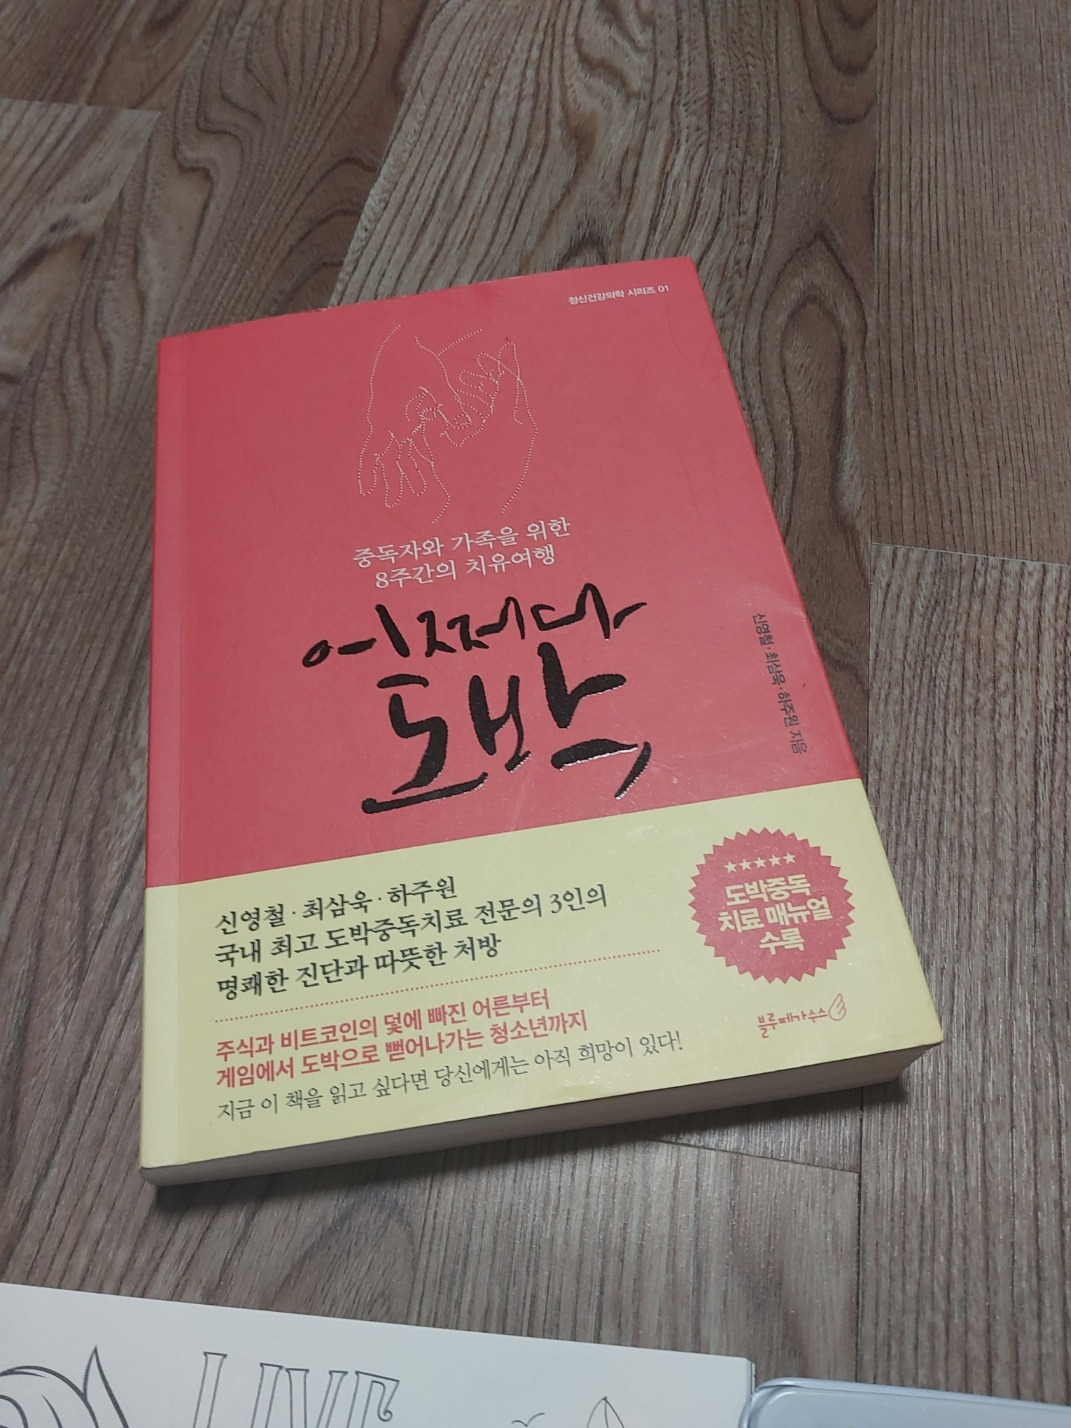 정신건강의학 시리즈 01
중독자와 가족을 위한
8주간의 치유여행
어쩌다
도박
신영철·최삼욱·하주원 지음
신영철·최삼욱·하주원
국내 최고 도박중독치료 전문의 3인의
명쾌한 진단과 따뜻한 처방
주식과 비트코인의 덫에 빠진 어른부터
게임에서 도박으로 뻗어나가는 청소년까지
지금 이 책을 읽고 싶다면 당신에게는 아직 희망이 있다!
★★★★★
도박중독
치료 매뉴얼
수록
블루페가수스
LIVE